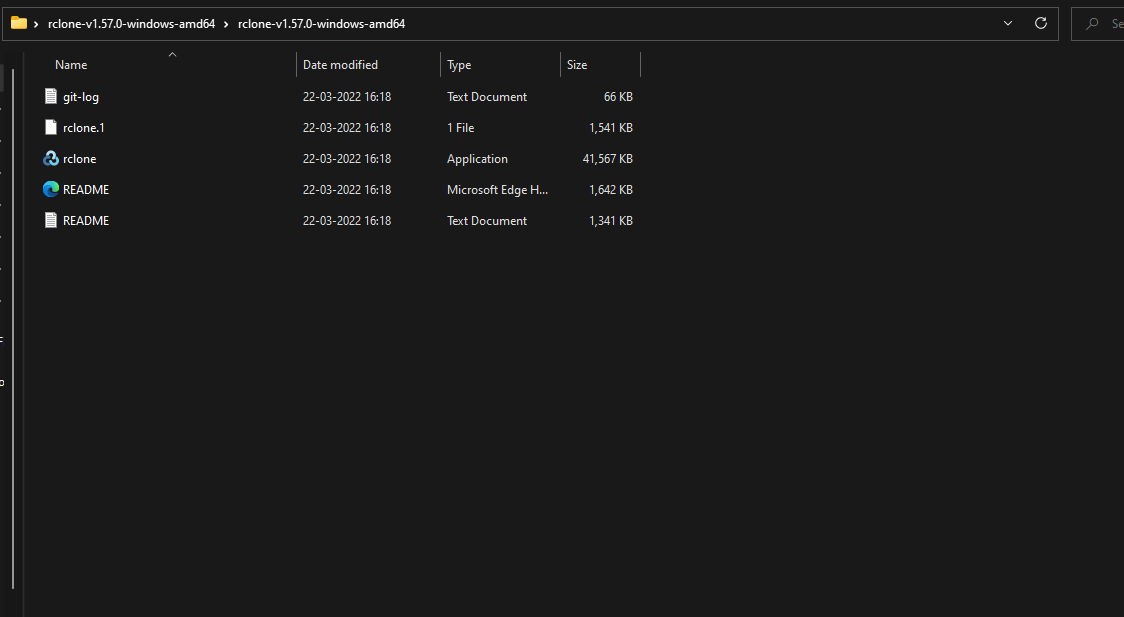 rclone-v1.57.0-windows-amd64 rclone-v1.57.0-windows-amd64 Se
Name Date modified Type Size
git-log 22-03-2022 16:18 Text Document 66 KB
rclone.1 22-03-2022 16:18 1 File 1,541 KB
rclone 22-03-2022 16:18 Application 41,567 KB
README 22-03-2022 16:18 Microsoft Edge H... 1,642 KB
README 22-03-2022 16:18 Text Document 1,341 KB